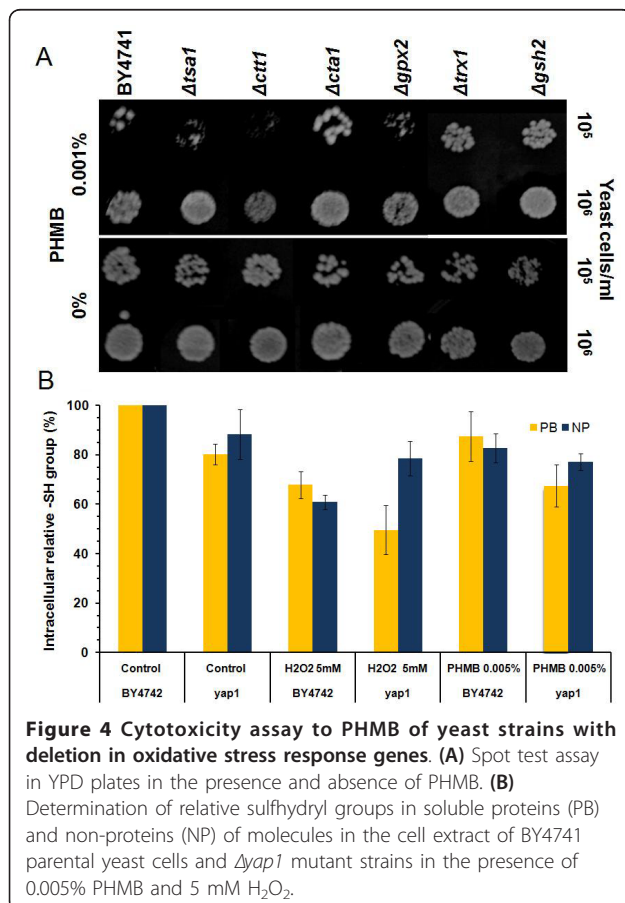 A
BY4741 Δtsa1 Δctt1 Δcta1 Δgpx2 Δtrx1 Δgsh2
PHMB
0.001%
0%
10⁵
10⁶
10⁵
10⁶
Yeast cells/ml
B
Intracellular relative -SH group (%)
100
80
60
40
20
0
PB NP
Control Control H2O2 5mM H2O2 5mM PHMB 0.005% PHMB 0.005%
BY4742 yap1 BY4742 yap1 BY4742 yap1
Figure 4 Cytotoxicity assay to PHMB of yeast strains with
deletion in oxidative stress response genes. (A) Spot test assay
in YPD plates in the presence and absence of PHMB. (B)
Determination of relative sulfhydryl groups in soluble proteins (PB)
and non-proteins (NP) of molecules in the cell extract of BY4741
parental yeast cells and Δyap1 mutant strains in the presence of
0.005% PHMB and 5 mM H₂O₂.